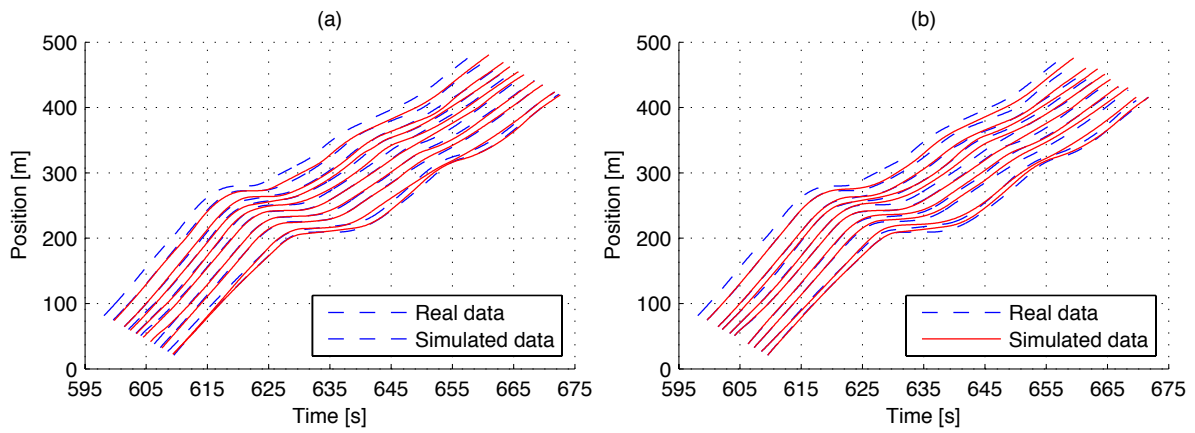 (a)
500
400
300
200
100
0
Position [m]
595 605 615 625 635 645 655 665 675
Time [s]
Real data
Simulated data
(b)
500
400
300
200
100
0
Position [m]
595 605 615 625 635 645 655 665 675
Time [s]
Real data
Simulated data